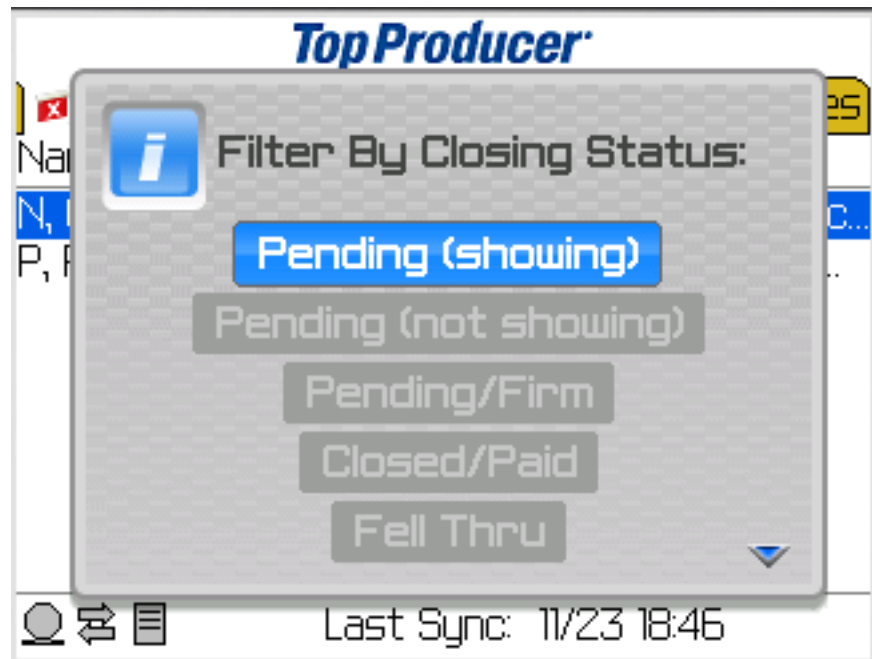 Top Producer
es
Filter By Closing Status:
Pending (showing)
Pending (not showing)
Pending/Firm
Closed/Paid
Fell Thru
Last Sync: 11/23 18:46